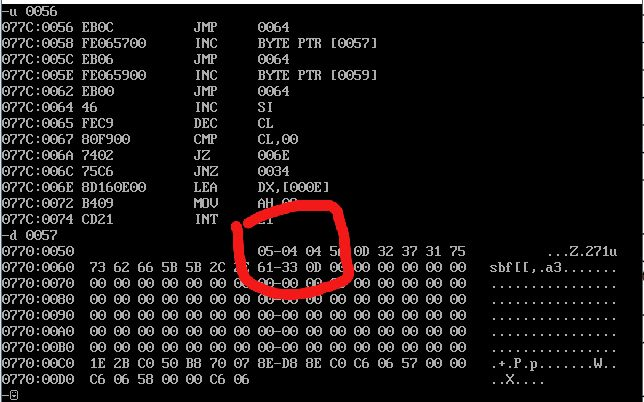 -u 0056
077C:0056 EB0C JMP 0064
077C:0058 FE065700 INC BYTE PTR [0057]
077C:005C EB06 JMP 0064
077C:005E FE065900 INC BYTE PTR [0059]
077C:0062 EB00 JMP 0064
077C:0064 46 INC SI
077C:0065 FEC9 DEC CL
077C:0067 80F900 CMP CL,00
077C:006A 7402 JZ 006E
077C:006C 75C6 JNZ 0034
077C:006E 8D160E00 LEA DX,[000E]
077C:0072 B409 MOV AH,09
077C:0074 CD21 INT 21
-d 0057
0770:0050 05-04 04 5A 0D 32 37 31 75 ...Z.271u
0770:0060 73 62 66 5B 5B 2C 2E 61-33 0D 00 00 00 00 00 00 sbf[[,.a3.......
0770:0070 00 00 00 00 00 00 00 00-00 00 00 00 00 00 00 00 ................
0770:0080 00 00 00 00 00 00 00 00-00 00 00 00 00 00 00 00 ................
0770:0090 00 00 00 00 00 00 00 00-00 00 00 00 00 00 00 00 ................
0770:00A0 00 00 00 00 00 00 00 00-00 00 00 00 00 00 00 00 ................
0770:00B0 00 00 00 00 00 00 00 00-00 00 00 00 00 00 00 00 ................
0770:00C0 1E 2B C0 50 B8 70 07 8E-D8 8E C0 C6 06 57 00 00 .+.P.p.......W..
0770:00D0 C6 06 58 00 00 C6 06 ..X....
-